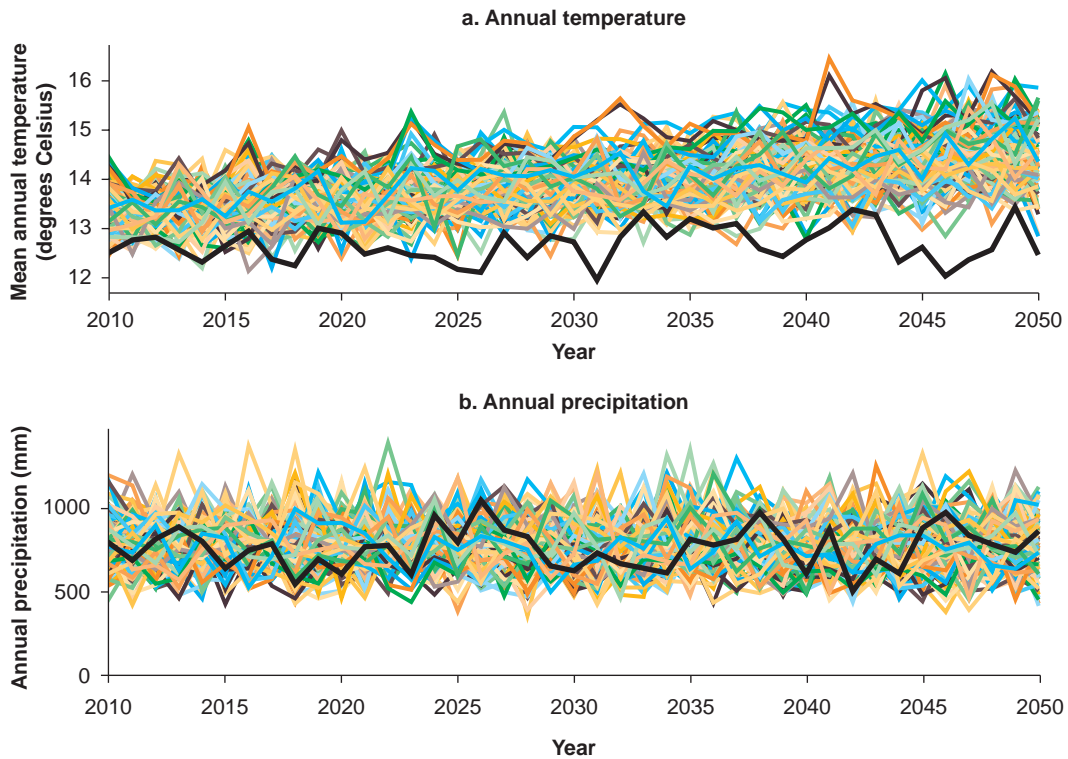 a. Annual temperature
Mean annual temperature
(degrees Celsius)
16
15
14
13
12
2010 2015 2020 2025 2030 2035 2040 2045 2050
Year
b. Annual precipitation
Annual precipitation (mm)
1000
500
0
2010 2015 2020 2025 2030 2035 2040 2045 2050
Year